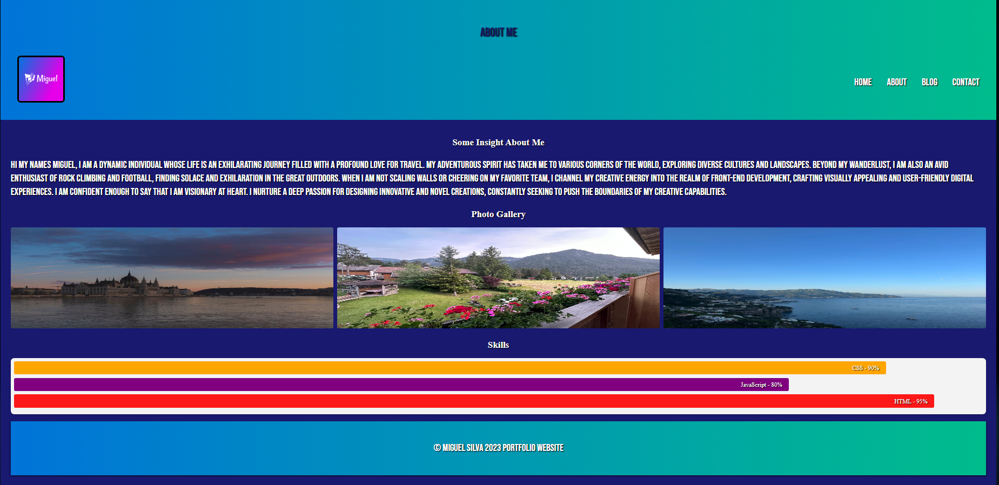 ABOUT ME
Miguel
HOME ABOUT BLOG CONTACT
Some Insight About Me
HI MY NAMES MIGUEL, I AM A DYNAMIC INDIVIDUAL WHOSE LIFE IS AN EXHILARATING JOURNEY FILLED WITH A PROFOUND LOVE FOR TRAVEL. MY ADVENTUROUS SPIRIT HAS TAKEN ME TO VARIOUS CORNERS OF THE WORLD, EXPLORING DIVERSE CULTURES AND LANDSCAPES. BEYOND MY WANDERLUST, I AM ALSO AN AVID
ENTHUSIAST OF ROCK CLIMBING AND FOOTBALL, FINDING SOLACE AND EXHILARATION IN THE GREAT OUTDOORS. WHEN I AM NOT SCALING WALLS OR CHEERING ON MY FAVORITE TEAM, I CHANNEL MY CREATIVE ENERGY INTO THE REALM OF FRONT-END DEVELOPMENT, CRAFTING VISUALLY APPEALING AND USER-FRIENDLY DIGITAL
EXPERIENCES. I AM CONFIDENT ENOUGH TO SAY THAT I AM VISIONARY AT HEART. I NURTURE A DEEP PASSION FOR DESIGNING INNOVATIVE AND NOVEL CREATIONS, CONSTANTLY SEEKING TO PUSH THE BOUNDARIES OF MY CREATIVE CAPABILITIES.
Photo Gallery
Skills
CSS - 90%
JavaScript - 80%
HTML - 95%
© MIGUEL SILVA 2023 PORTFOLIO WEBSITE